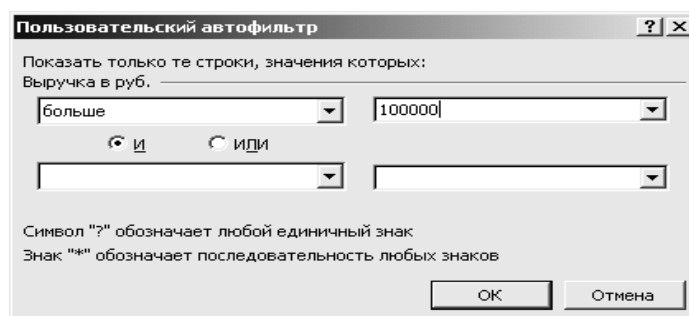 Пользовательский автофильтр
Показать только те строки, значения которых:
Выручка в руб.
больше 100000
И ИЛИ
Символ "?" обозначает любой единичный знак
Знак "*" обозначает последовательность любых знаков
ОК Отмена